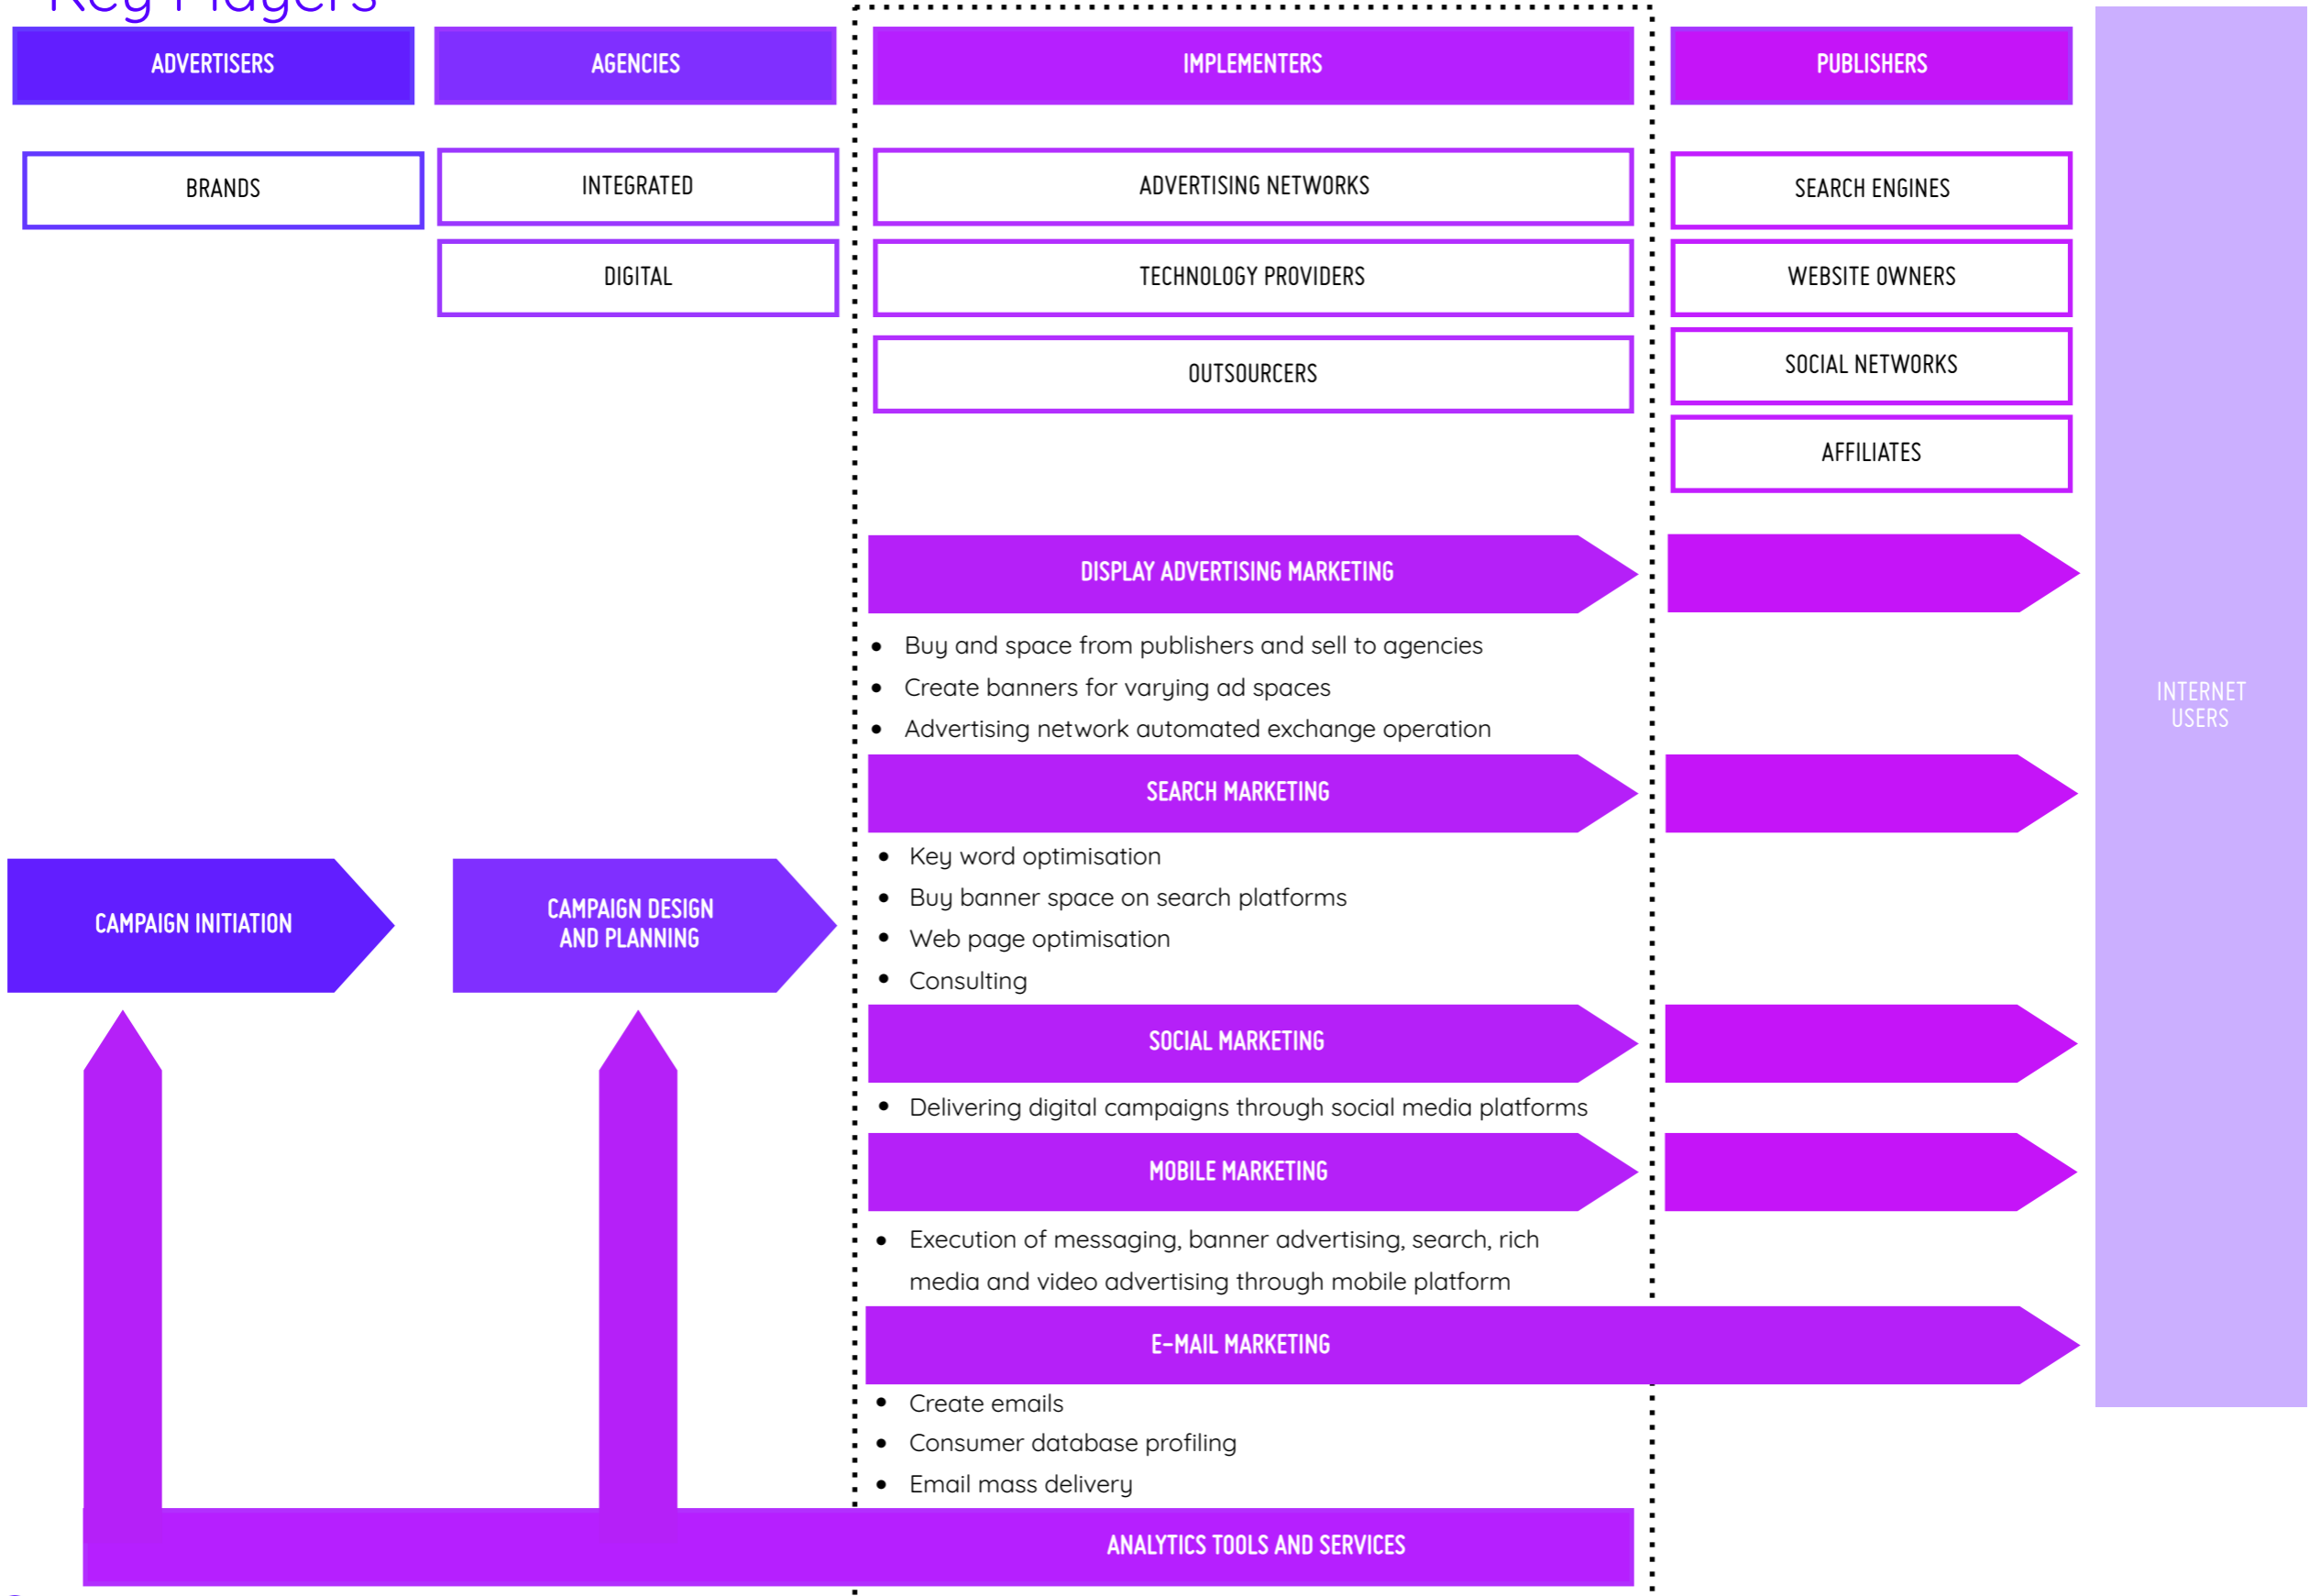 Key Players
ADVERTISERS
AGENCIES
IMPLEMENTERS
PUBLISHERS
BRANDS
INTEGRATED
DIGITAL
ADVERTISING NETWORKS
TECHNOLOGY PROVIDERS
OUTSOURCERS
SEARCH ENGINES
WEBSITE OWNERS
SOCIAL NETWORKS
AFFILIATES
CAMPAIGN INITIATION
CAMPAIGN DESIGN
AND PLANNING
DISPLAY ADVERTISING MARKETING
• Buy and space from publishers and sell to agencies
• Create banners for varying ad spaces
• Advertising network automated exchange operation
SEARCH MARKETING
• Key word optimisation
• Buy banner space on search platforms
• Web page optimisation
• Consulting
SOCIAL MARKETING
• Delivering digital campaigns through social media platforms
MOBILE MARKETING
• Execution of messaging, banner advertising, search, rich
media and video advertising through mobile platform
E-MAIL MARKETING
• Create emails
• Consumer database profiling
• Email mass delivery
ANALYTICS TOOLS AND SERVICES
INTERNET
USERS